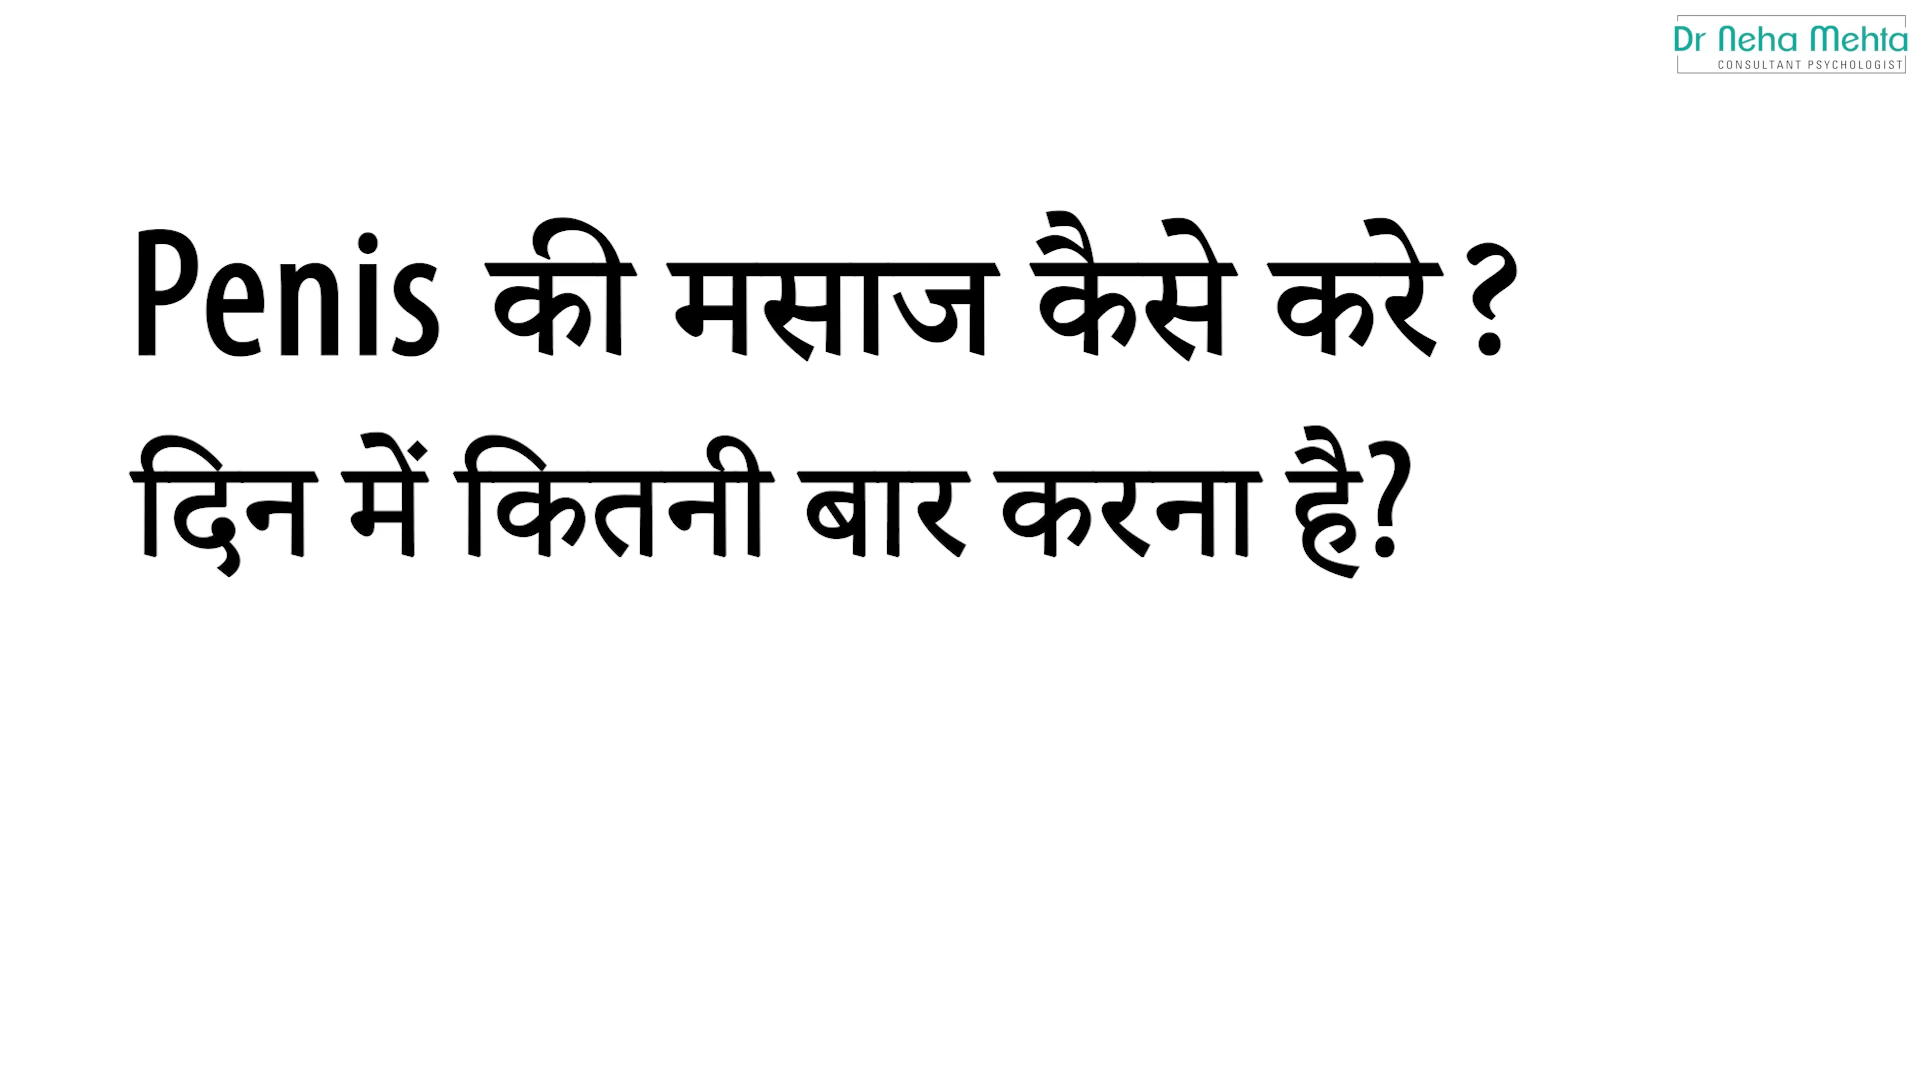 Dr Neha Mehta
CONSULTANT PSYCHOLOGIST
Penis की मसाज कैसे करे ?
दिन में कितनी बार करना है?